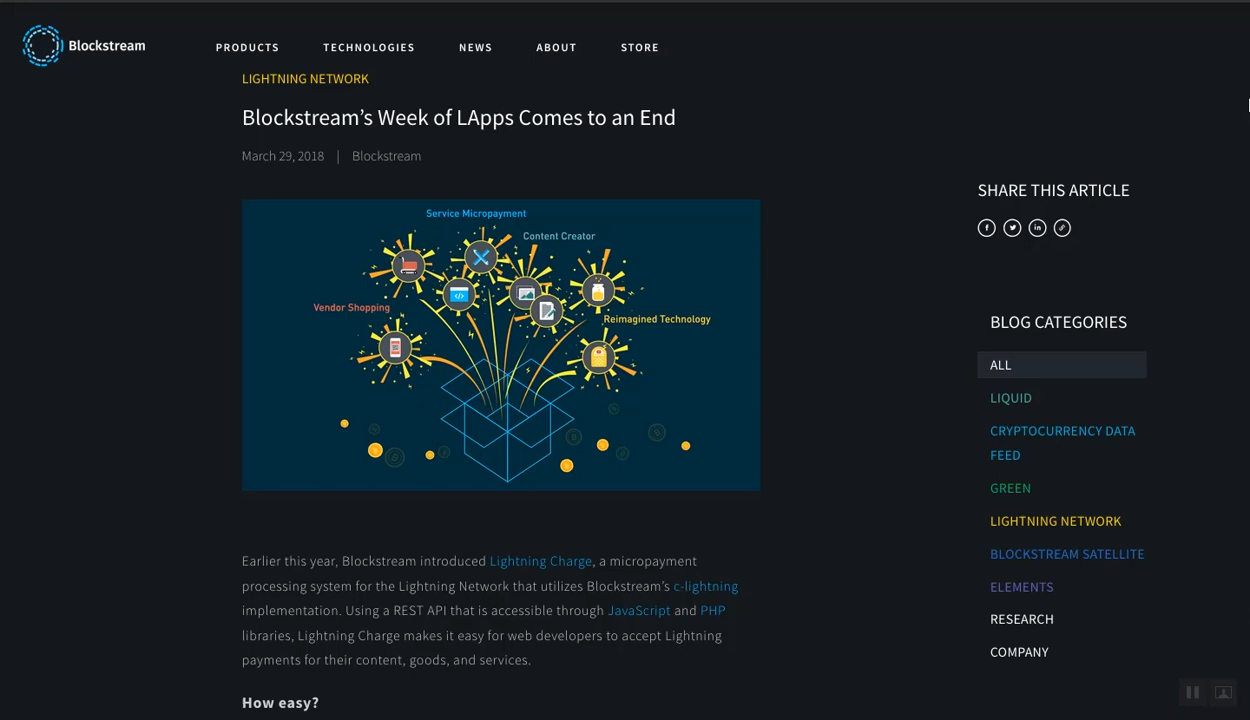 Blockstream
PRODUCTS
TECHNOLOGIES
NEWS
ABOUT
STORE
LIGHTNING NETWORK
Blockstream’s Week of LApps Comes to an End
March 29, 2018 | Blockstream
Service Micropayment
Content Creator
Vendor Shopping
Reimagined Technology
Earlier this year, Blockstream introduced Lightning Charge, a micropayment
processing system for the Lightning Network that utilizes Blockstream’s c-lightning
implementation. Using a REST API that is accessible through JavaScript and PHP
libraries, Lightning Charge makes it easy for web developers to accept Lightning
payments for their content, goods, and services.
How easy?
SHARE THIS ARTICLE
BLOG CATEGORIES
ALL
LIQUID
CRYPTOCURRENCY DATA
FEED
GREEN
LIGHTNING NETWORK
BLOCKSTREAM SATELLITE
ELEMENTS
RESEARCH
COMPANY